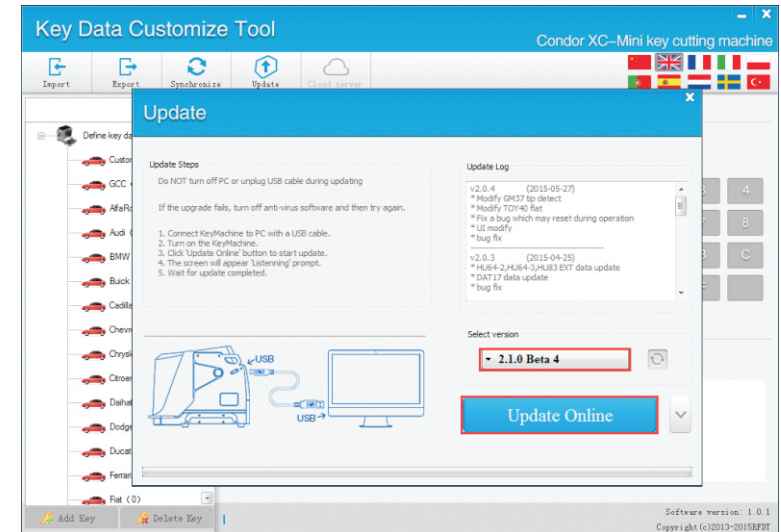 Key Data Customize Tool
Condor XC-Mini key cutting machine
Import
Export
Synchronize
Update
Cloud server
Update
x
Define key da
Custo
GCC
AlfaRo
Audi
BMW
Buick
Cadilla
Chevr
Chrysl
Citroer
Daihat
Dodge
Ducat
Ferrari
Fiat (0)
Add Key
Delete Key
Update Steps
Do NOT turn off PC or unplug USB cable during updating
If the upgrade fails, turn off anti-virus software and then try again.
1. Connect KeyMachine to PC with a USB cable.
2. Turn on the KeyMachine.
3. Click 'Update Online' button to start update.
4. The screen will appear 'Listenning' prompt.
5. Wait for update completed.
USB
USB
Update Log
v2.0.4 (2015-05-27)
* Modify GM37 tip detect
* Modify TOY40 flat
* Fix a bug which may reset during operation
* UI modify
* bug fix
v2.0.3 (2015-04-25)
* HU64-2,HU64-3,HU83 EXT data update
* DAT17 data update
* bug fix
Select version
2.1.0 Beta 4
Update Online
4
8
C
Software version: 1.0.1
Copyright(c)2013-2015RFDT